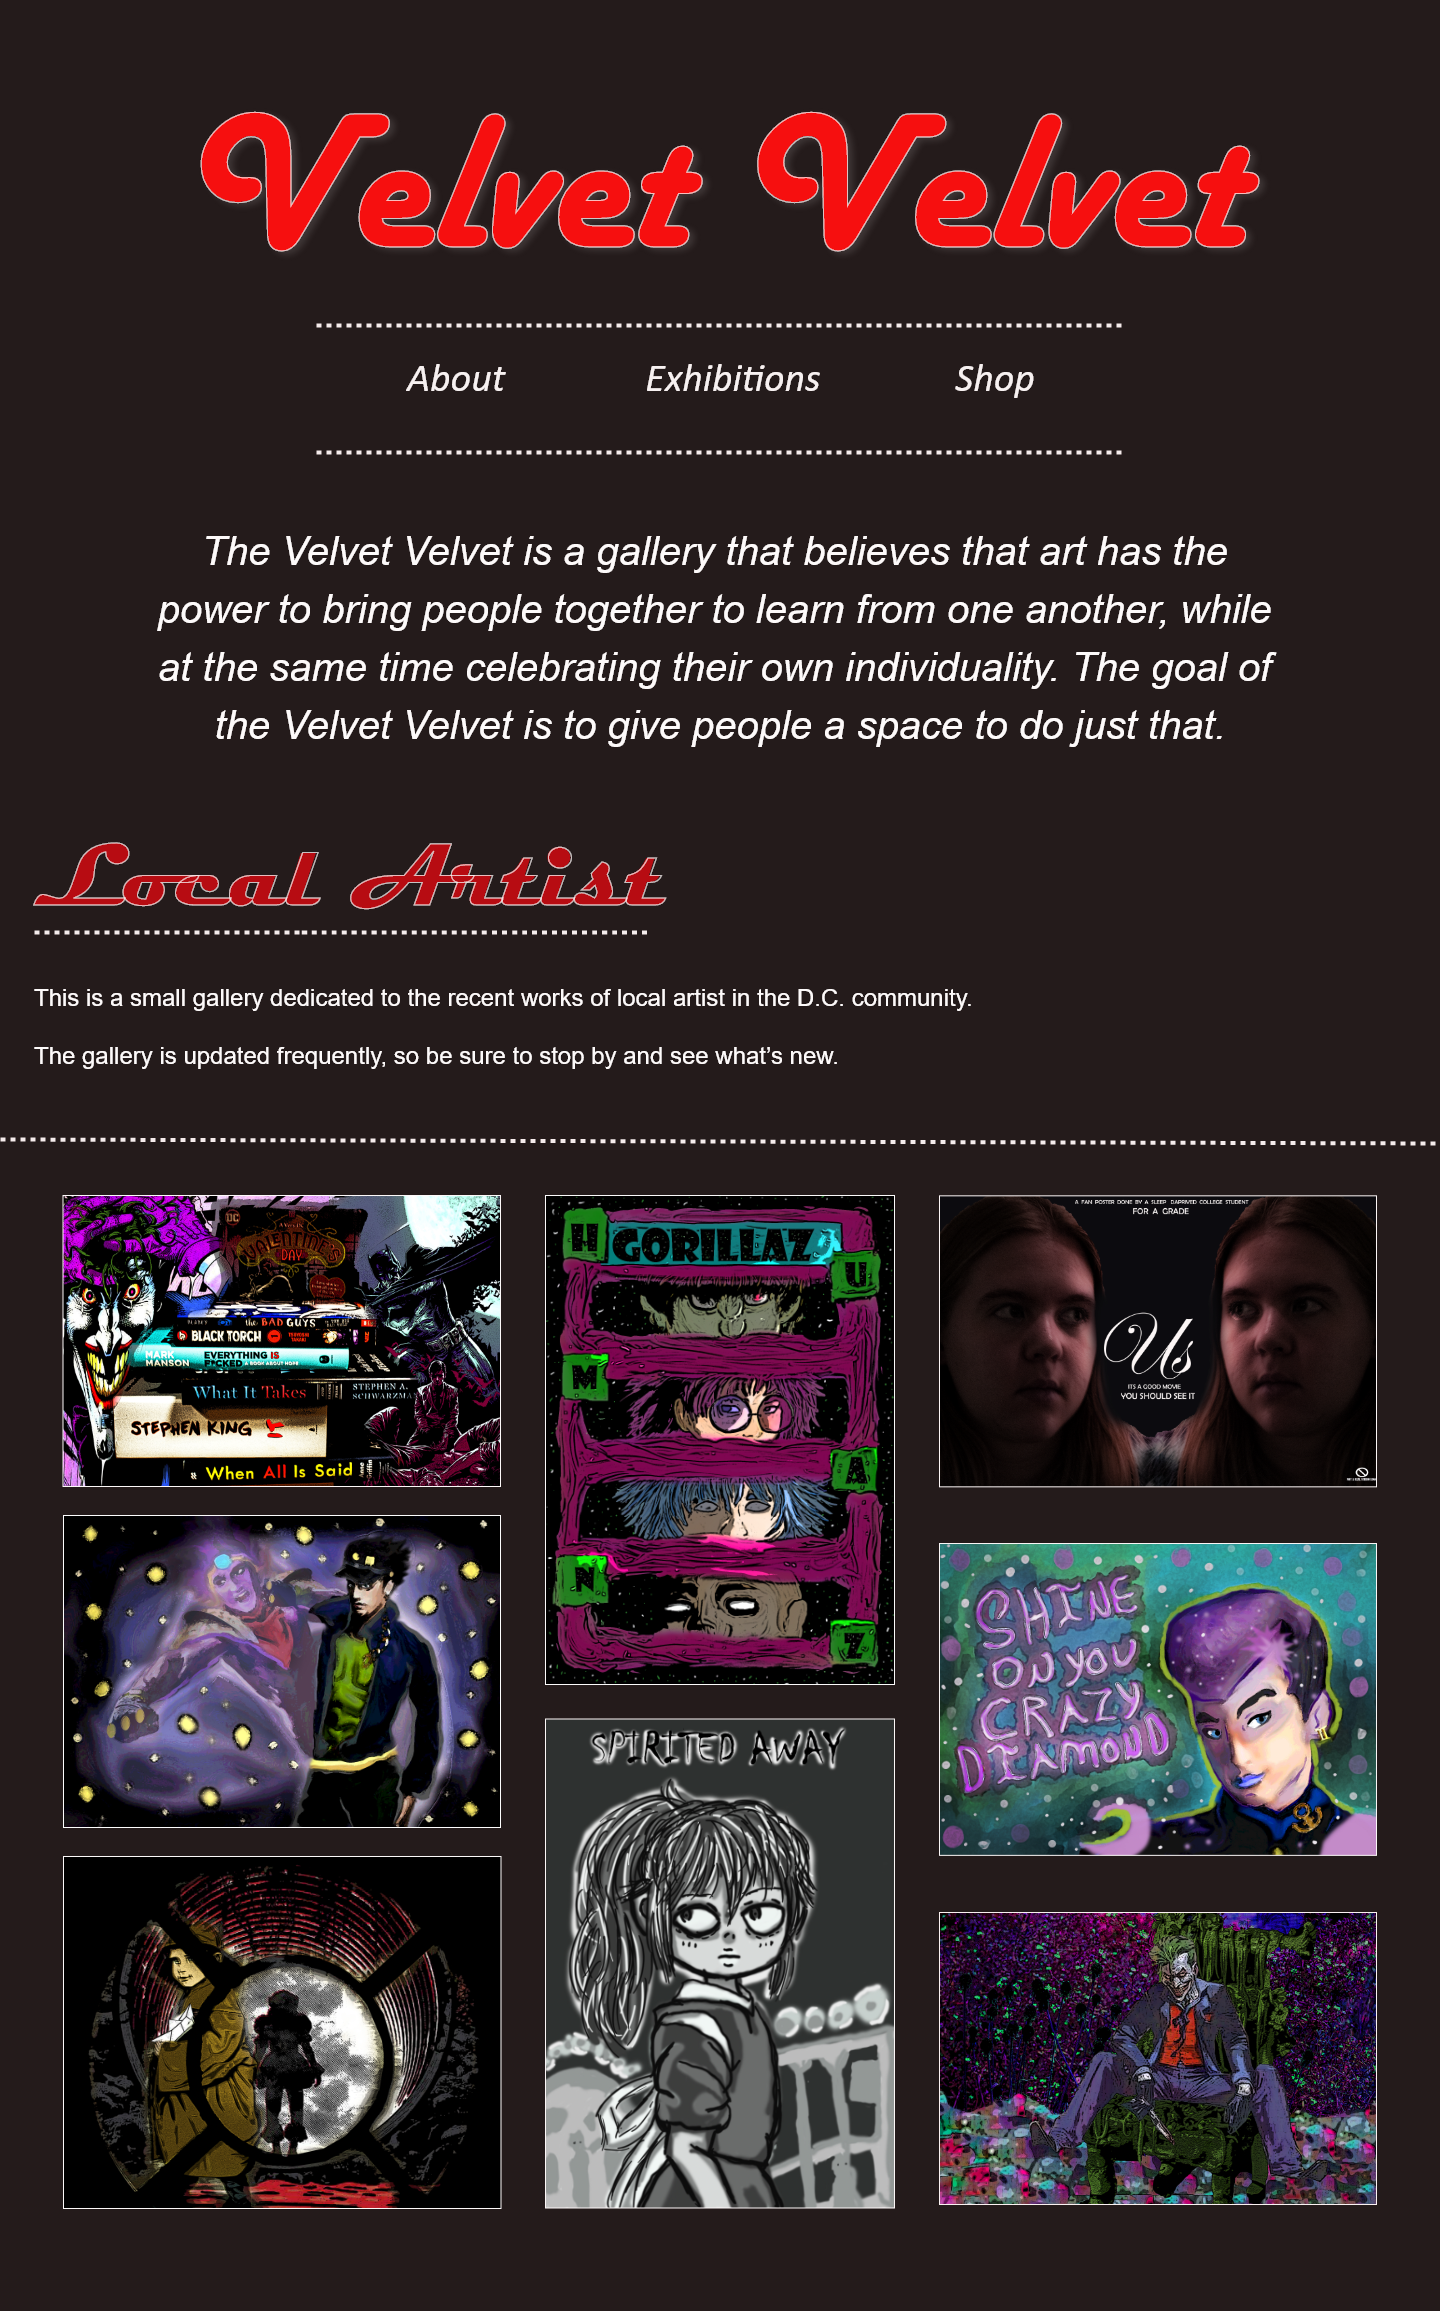 Velvet Velvet
About Exhibitions Shop
The Velvet Velvet is a gallery that believes that art has the
power to bring people together to learn from one another, while
at the same time celebrating their own individuality. The goal of
the Velvet Velvet is to give people a space to do just that.
Local Artist
This is a small gallery dedicated to the recent works of local artist in the D.C. community.
The gallery is updated frequently, so be sure to stop by and see what’s new.
DC
VALENTINE'S
DAY
the BAD GUYS
BLACK TORCH
MARK
MANSON
EVERYTHING IS
F*CKED A BOOK ABOUT HOPE
What It Takes
STEPHEN A.
SCHWARZMAN
STEPHEN KING
When All Is Said
H
GORILLAZ
U
M
A
N
Z
A FAN POSTER DONE BY A SLEEP DAPRIVED COLLEGE STUDENT
FOR A GRADE
Us
ITS A GOOD MOVIE
YOU SHOULD SEE IT
SHINE
ON YOU
CRAZY
DIAMOND
SPIRITED AWAY